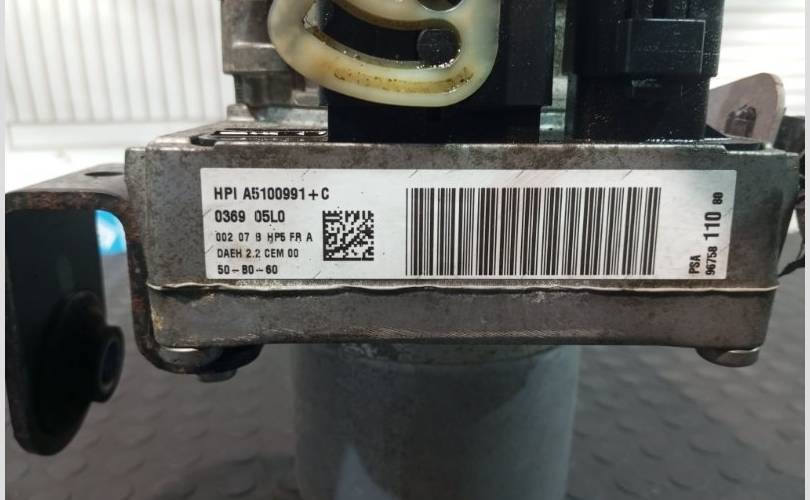 HPI A5100991+C
0369 05L0
002 07 B HP5 FR A
DAEH 2.2 CEM 00
50-80-60
PSA
96758 110 80